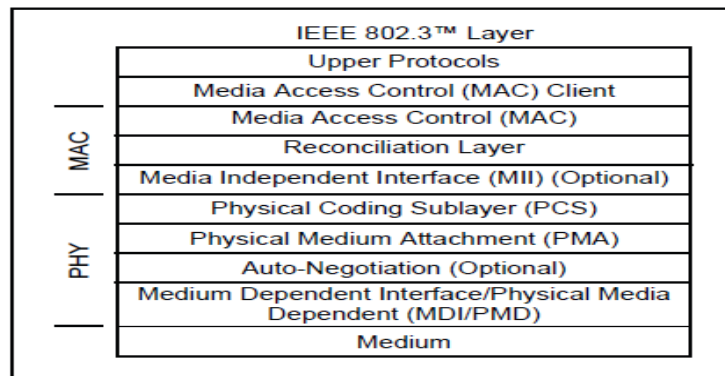 IEEE 802.3™ Layer
Upper Protocols
Media Access Control (MAC) Client
Media Access Control (MAC)
Reconciliation Layer
Media Independent Interface (MII) (Optional)
Physical Coding Sublayer (PCS)
Physical Medium Attachment (PMA)
Auto-Negotiation (Optional)
Medium Dependent Interface/Physical Media
Dependent (MDI/PMD)
Medium
MAC
PHY